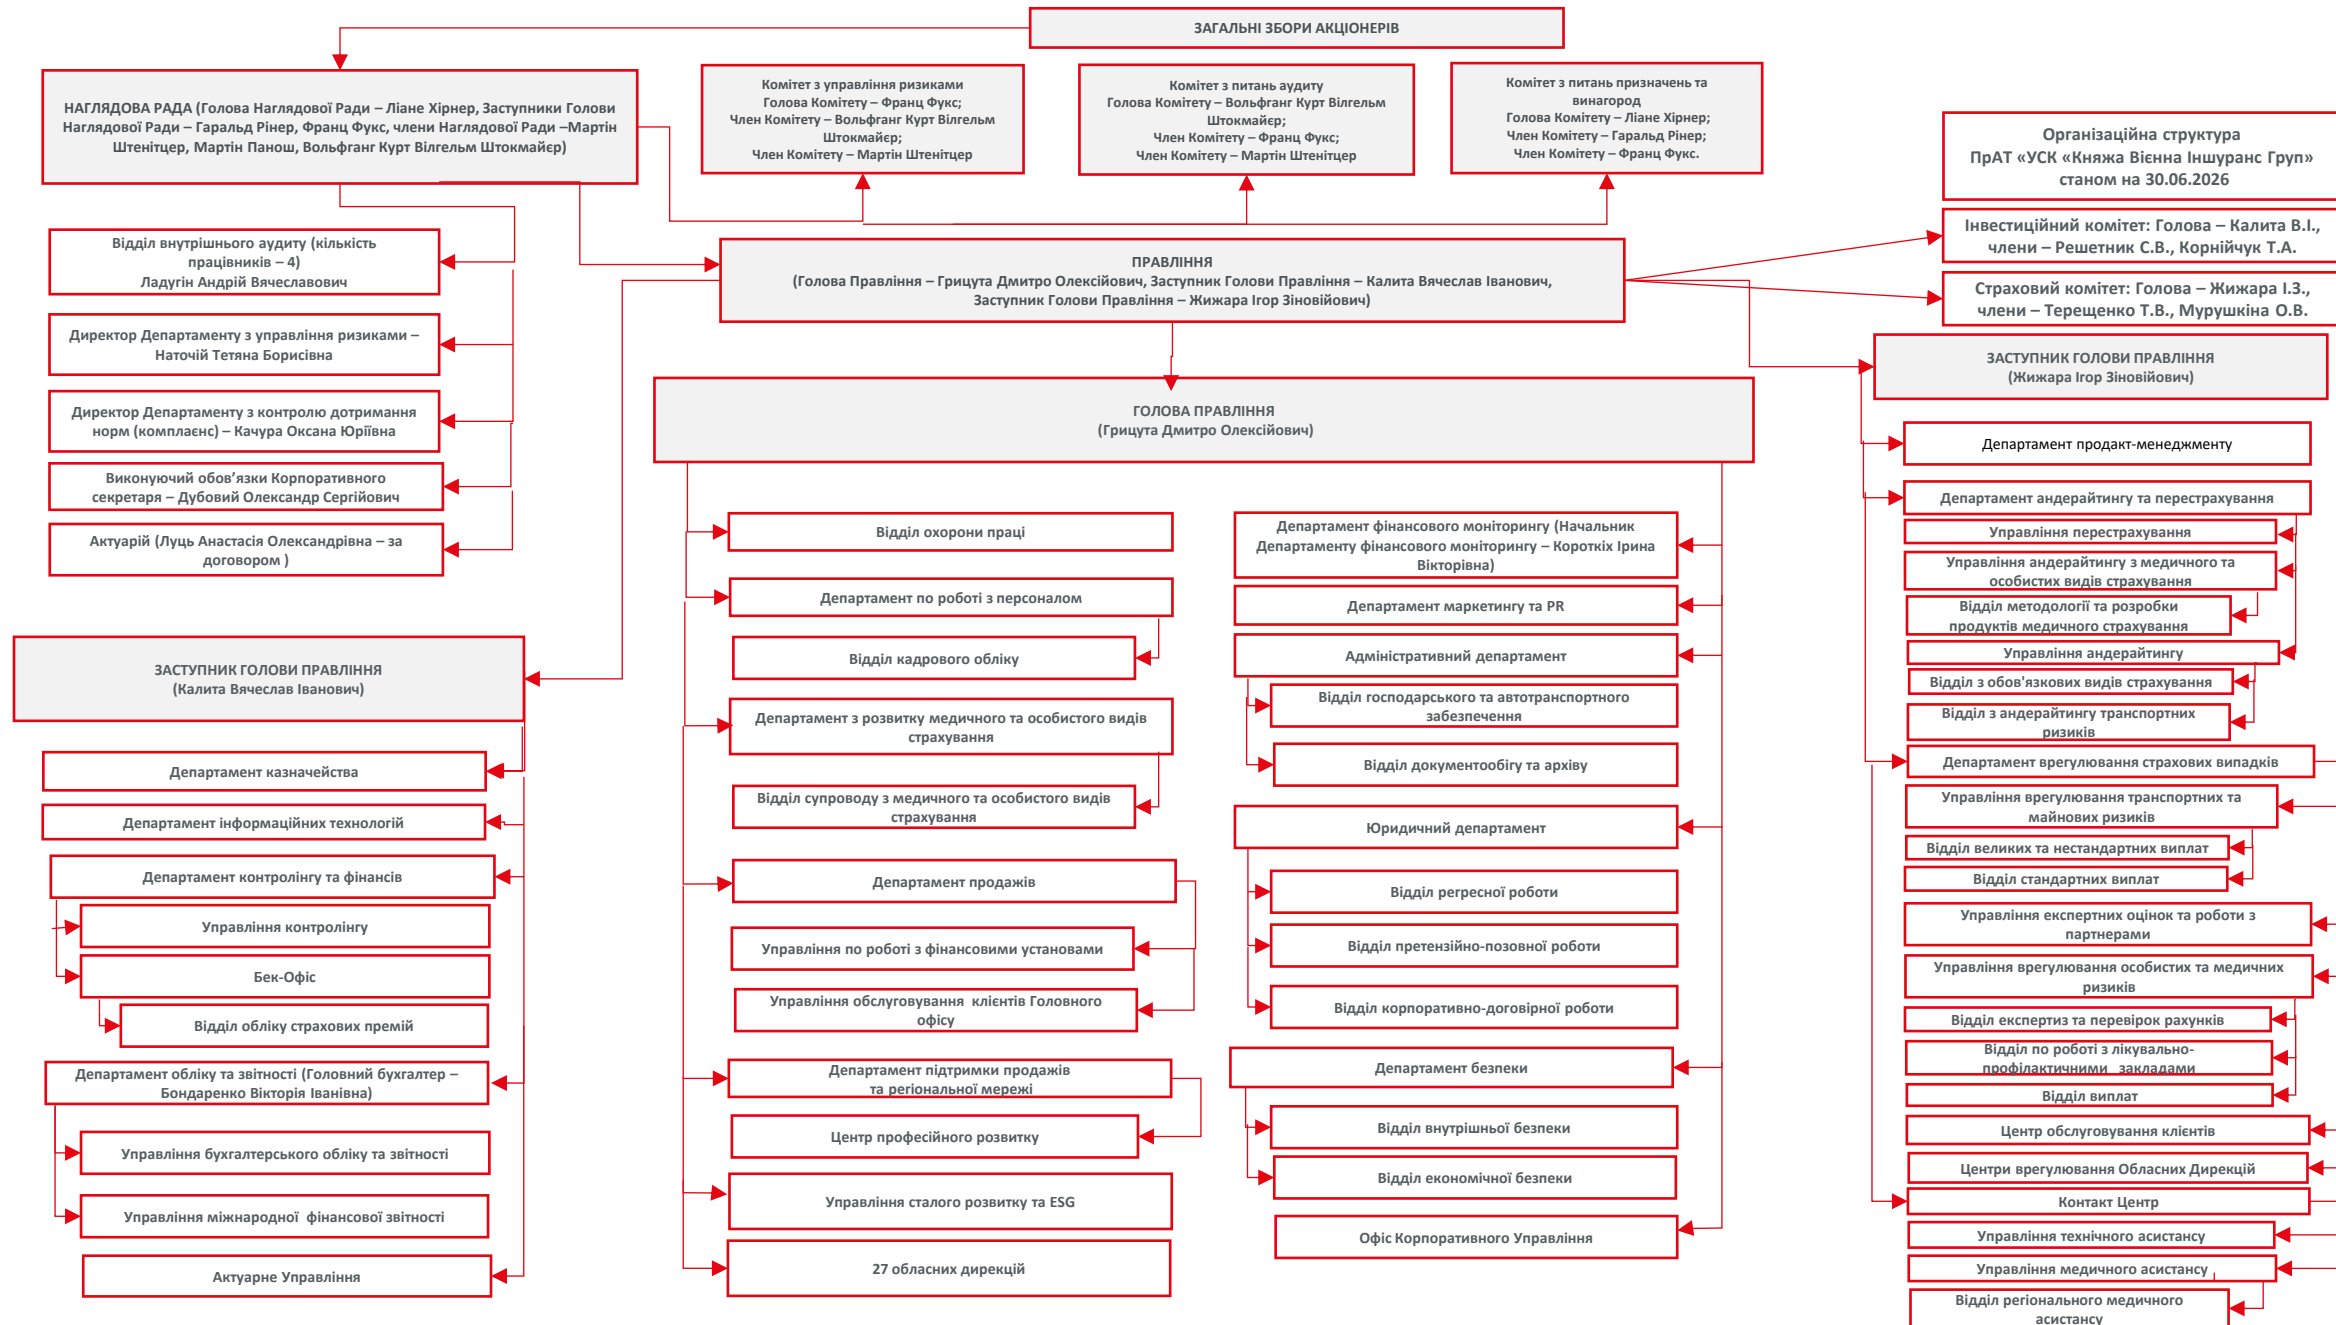 ЗАГАЛЬНІ ЗБОРИ АКЦІОНЕРІВ
НАГЛЯДОВА РАДА (Голова Наглядової Ради – Ліане Хірнер, Заступники Голови
Наглядової Ради – Гаральд Рінер, Франц Фукс, члени Наглядової Ради –Мартін
Штенітцер, Мартін Панош, Вольфганг Курт Вілгельм Штокмайєр)
Комітет з управління ризиками
Голова Комітету – Франц Фукс;
Член Комітету – Вольфганг Курт Вілгельм
Штокмайєр;
Член Комітету – Мартін Штенітцер
Комітет з питань аудиту
Голова Комітету – Вольфганг Курт Вілгельм
Штокмайєр;
Член Комітету – Франц Фукс;
Член Комітету – Мартін Штенітцер
Комітет з питань призначень та
винагород
Голова Комітету – Ліане Хірнер;
Член Комітету – Гаральд Рінер;
Член Комітету – Франц Фукс.
Організаційна структура
ПрАТ «УСК «Княжа Вієнна Іншуранс Груп»
станом на 30.06.2026
Інвестиційний комітет: Голова – Калита В.І.,
члени – Решетник С.В., Корнійчук Т.А.
Страховий комітет: Голова – Жижара І.З.,
члени – Терещенко Т.В., Мурушкіна О.В.
Відділ внутрішнього аудиту (кількість
працівників – 4)
Ладугін Андрій Вячеславович
Директор Департаменту з управління ризиками –
Наточій Тетяна Борисівна
Директор Департаменту з контролю дотримання
норм (комплаєнс) – Качура Оксана Юріївна
Виконуючий обов’язки Корпоративного
секретаря – Дубовий Олександр Сергійович
Актуарій (Луць Анастасія Олександрівна – за
договором )
ПРАВЛІННЯ
(Голова Правління – Грицута Дмитро Олексійович, Заступник Голови Правління – Калита Вячеслав Іванович,
Заступник Голови Правління – Жижара Ігор Зіновійович)
ЗАСТУПНИК ГОЛОВИ ПРАВЛІННЯ
(Калита Вячеслав Іванович)
Департамент казначейства
Департамент інформаційних технологій
Департамент контролінгу та фінансів
Управління контролінгу
Бек-Офіс
Відділ обліку страхових премій
Департамент обліку та звітності (Головний бухгалтер –
Бондаренко Вікторія Іванівна)
Управління бухгалтерського обліку та звітності
Управління міжнародної  фінансової звітності
Актуарне Управління
ГОЛОВА ПРАВЛІННЯ
(Грицута Дмитро Олексійович)
Відділ охорони праці
Департамент по роботі з персоналом
Відділ кадрового обліку
Департамент з розвитку медичного та особистого видів
страхування
Відділ супроводу з медичного та особистого видів
страхування
Департамент продажів
Управління по роботі з фінансовими установами
Управління обслуговування  клієнтів Головного
офісу
Департамент підтримки продажів
та регіональної мережі
Центр професійного розвитку
Управління сталого розвитку та ESG
27 обласних дирекцій
Департамент фінансового моніторингу (Начальник
Департаменту фінансового моніторингу – Коротких Ірина
Вікторівна)
Департамент маркетингу та PR
Адміністративний департамент
Відділ господарського та автотранспортного
забезпечення
Відділ документообігу та архіву
Юридичний департамент
Відділ регресної роботи
Відділ претензійно-позовної роботи
Відділ корпоративно-договірної роботи
Департамент безпеки
Відділ внутрішньої безпеки
Відділ економічної безпеки
Офіс Корпоративного Управління
ЗАСТУПНИК ГОЛОВИ ПРАВЛІННЯ
(Жижара Ігор Зіновійович)
Департамент продакт-менеджменту
Департамент андерайтингу та перестрахування
Управління перестрахування
Управління андерайтингу з медичного та
особистих видів страхування
Відділ методології та розробки
продуктів медичного страхування
Управління андерайтингу
Відділ з обов'язкових видів страхування
Відділ з андерайтингу транспортних
ризиків
Департамент врегулювання страхових випадків
Управління врегулювання транспортних та
майнових ризиків
Відділ великих та нестандартних виплат
Відділ стандартних виплат
Управління експертних оцінок та роботи з
партнерами
Управління врегулювання особистих та медичних
ризиків
Відділ експертиз та перевірок рахунків
Відділ по роботі з лікувально-
профілактичними   закладами
Відділ виплат
Центр обслуговування клієнтів
Центри врегулювання Обласних Дирекцій
Контакт Центр
Управління технічного асистансу
Управління медичного асистансу
Відділ регіонального медичного
асистансу